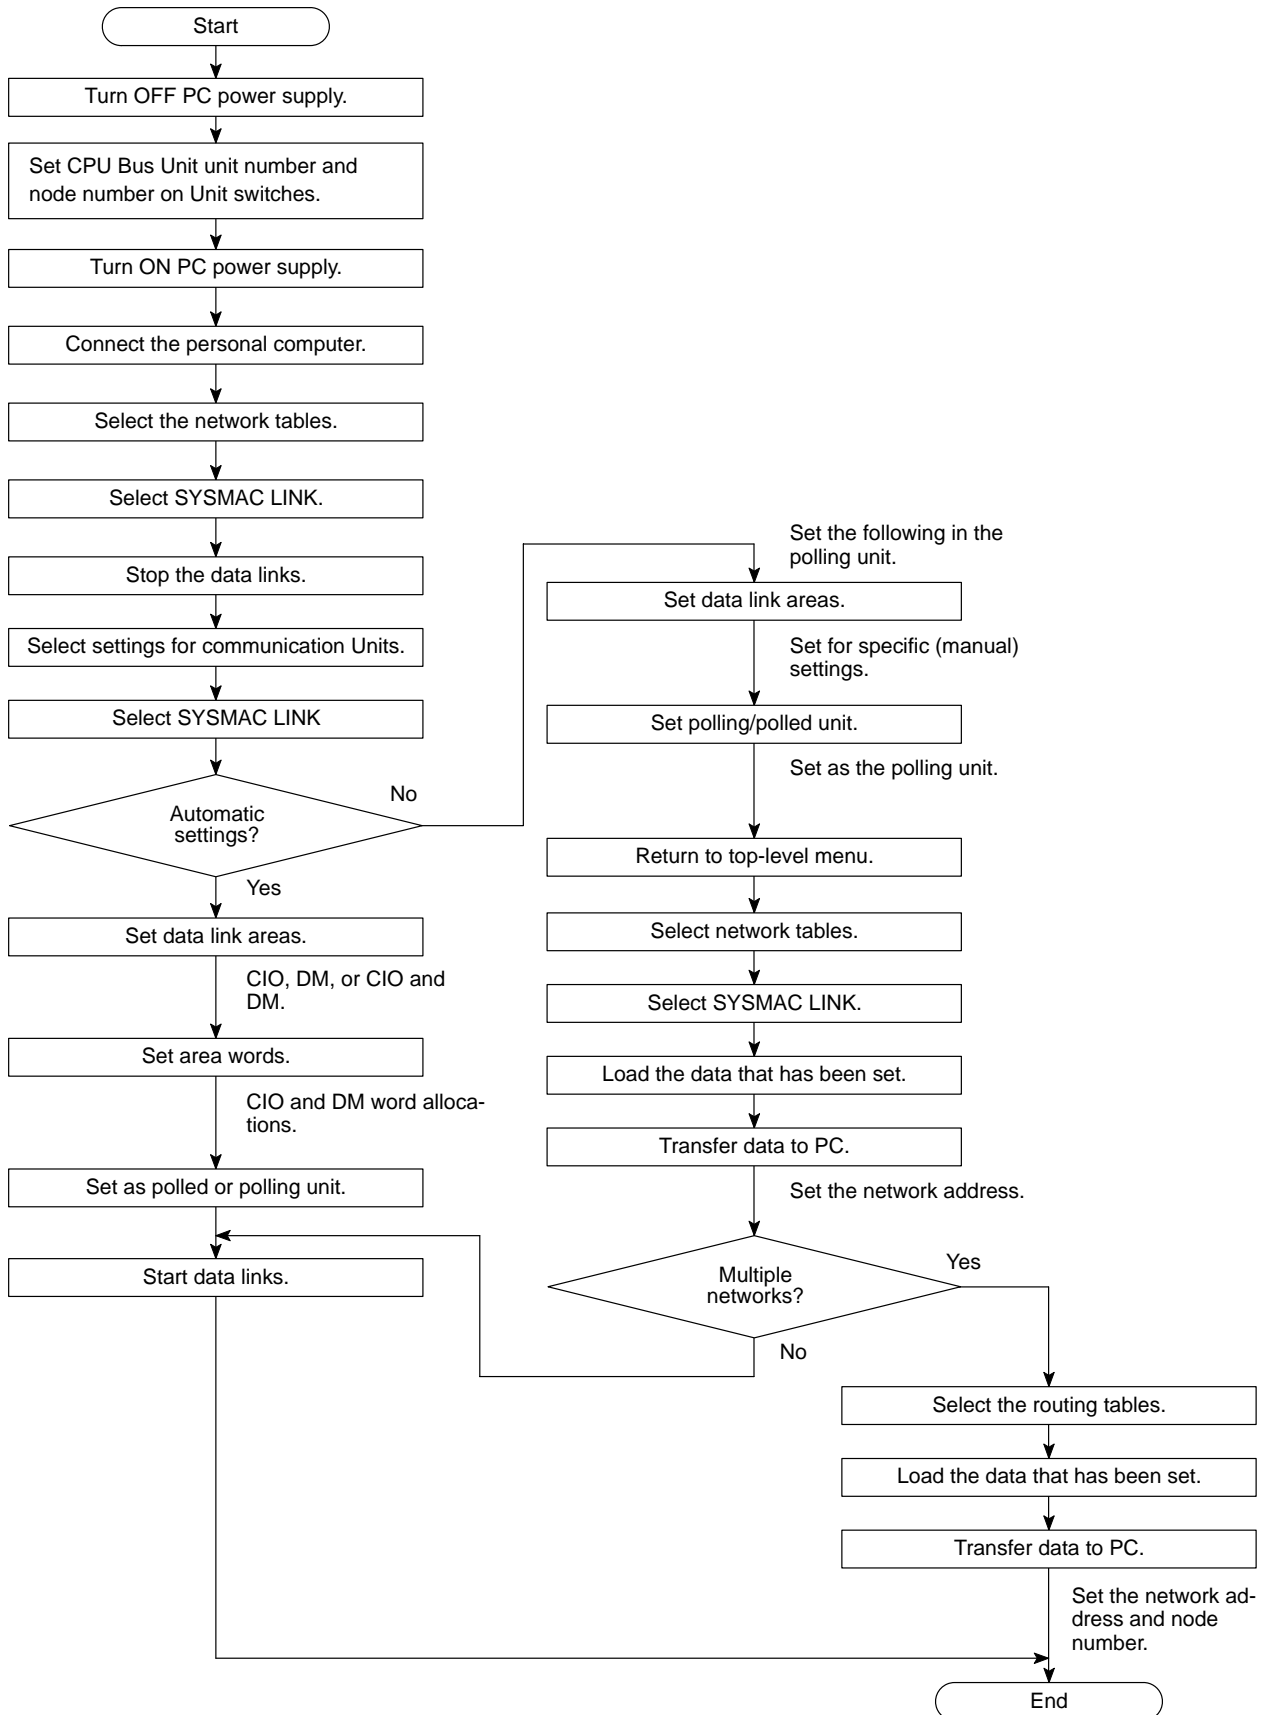 Start
Turn OFF PC power supply.
Set CPU Bus Unit unit number and
node number on Unit switches.
Turn ON PC power supply.
Connect the personal computer.
Select the network tables.
Select SYSMAC LINK.
Stop the data links.
Select settings for communication Units.
Select SYSMAC LINK
Automatic
settings?
No
Yes
Set data link areas.
CIO, DM, or CIO and
DM.
Set area words.
CIO and DM word alloca-
tions.
Set as polled or polling unit.
Start data links.
Set the following in the
polling unit.
Set data link areas.
Set for specific (manual)
settings.
Set polling/polled unit.
Set as the polling unit.
Return to top-level menu.
Select network tables.
Select SYSMAC LINK.
Load the data that has been set.
Transfer data to PC.
Set the network address.
Multiple
networks?
Yes
No
Select the routing tables.
Load the data that has been set.
Transfer data to PC.
Set the network ad-
dress and node
number.
End